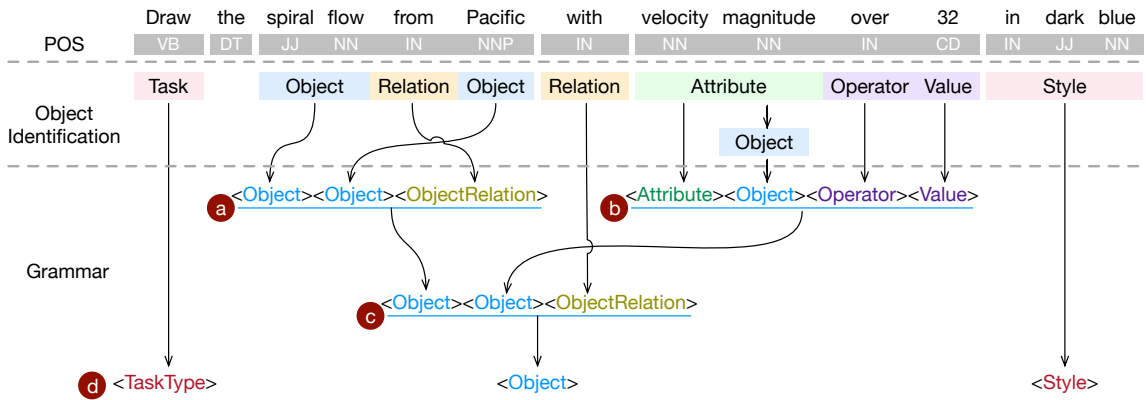 Draw the spiral flow from Pacific with velocity magnitude over 32 in dark blue
POS VB DT JJ NN IN NNP IN NN NN IN CD IN JJ NN
Task Object Relation Object Relation Attribute Operator Value Style
Object
Identification
Object
a <Object><Object><ObjectRelation> b <Attribute><Object><Operator><Value>
Grammar
c <Object><Object><ObjectRelation>
d <TaskType> <Object> <Style>